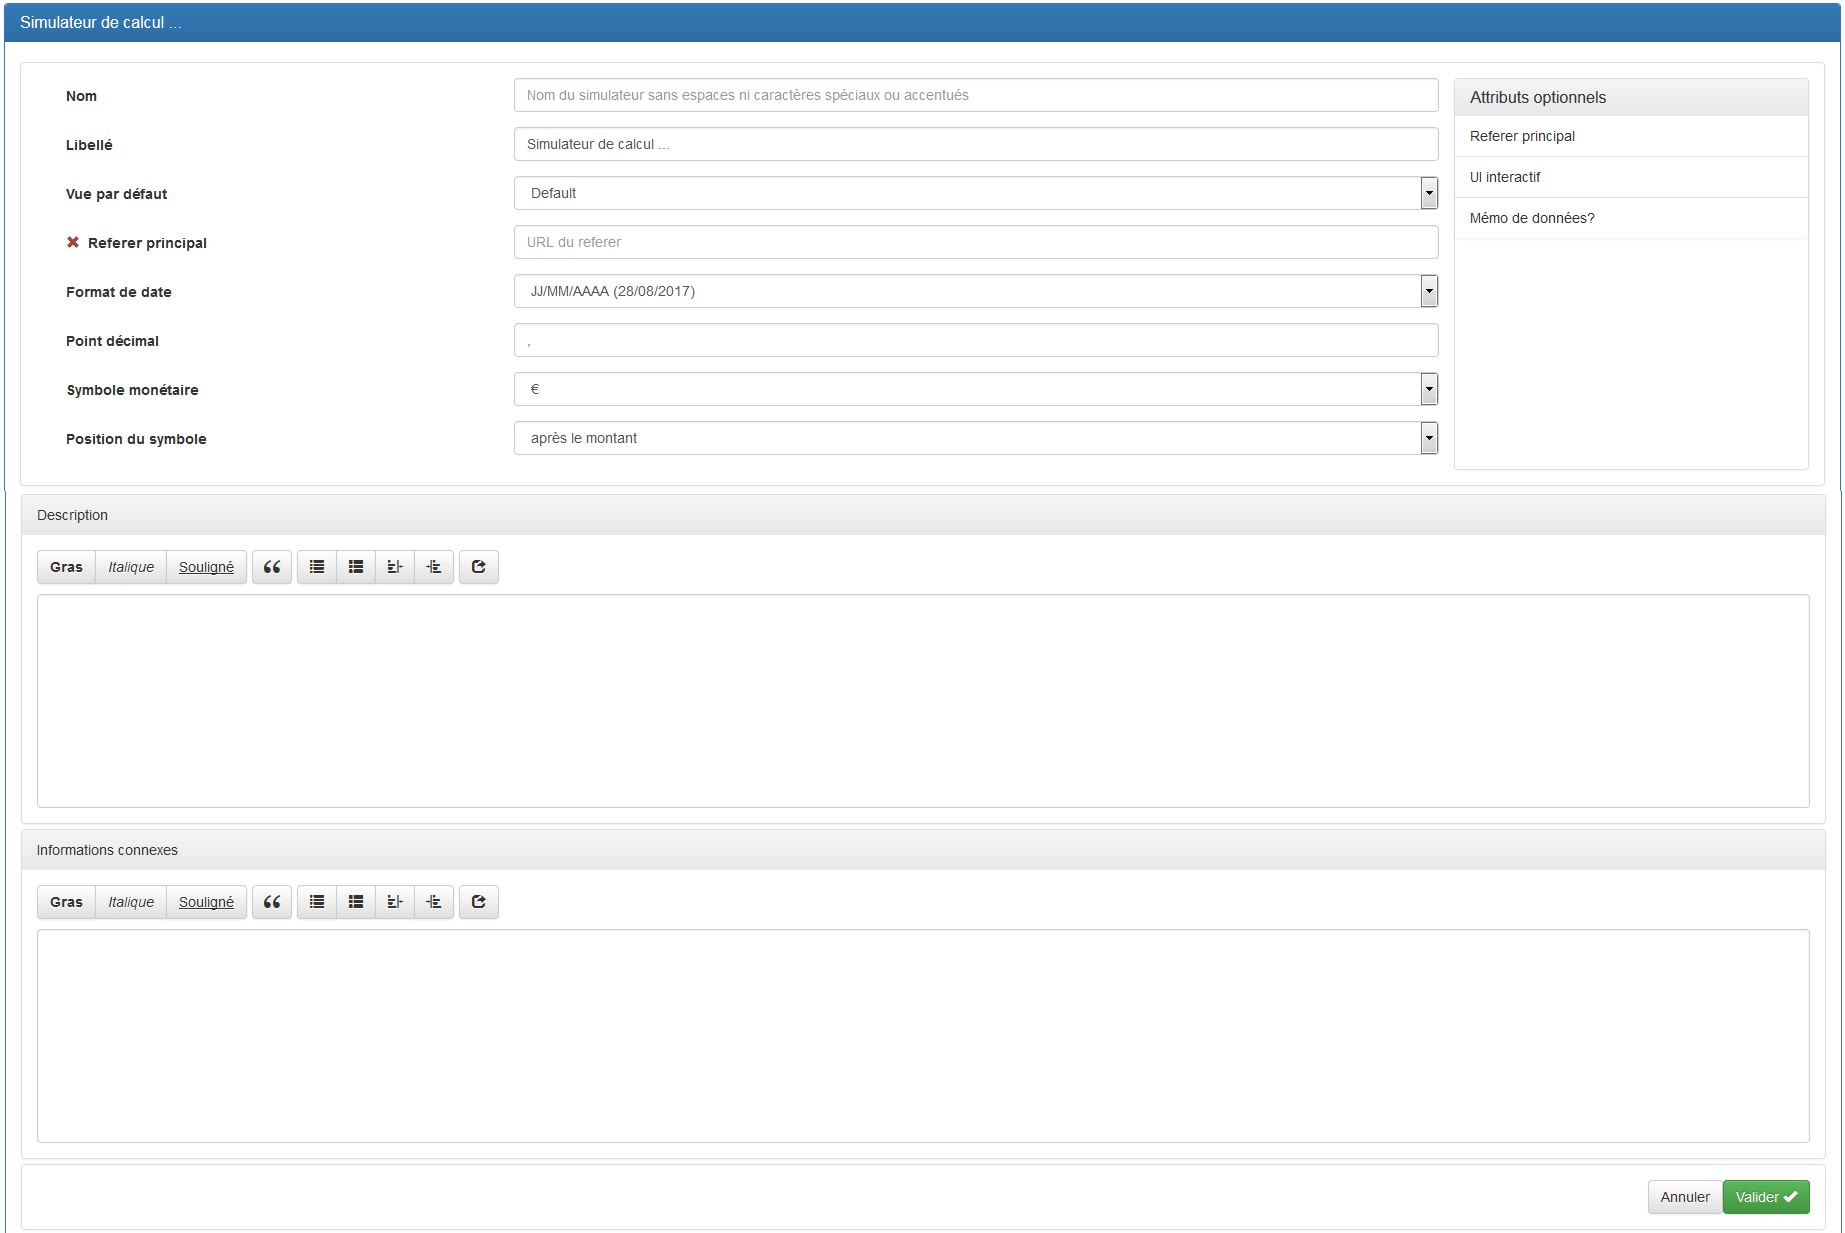 Simulateur de calcul ...
Nom
Nom du simulateur sans espaces ni caractères spéciaux ou accentués
Libellé
Simulateur de calcul ...
Vue par défaut
Default
Referer principal
URL du referer
Format de date
JJ/MM/AAAA (28/08/2017)
Point décimal
,
Symbole monétaire
€
Position du symbole
après le montant
Attributs optionnels
Referer principal
UI interactif
Mémo de données?
Description
Gras Italique Souligné
Informations connexes
Gras Italique Souligné
Annuler Valider